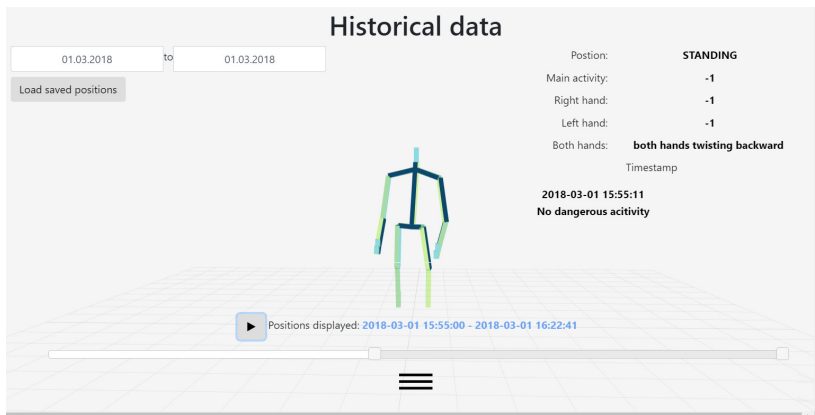 Historical data
01.03.2018 to 01.03.2018
Load saved positions
Postion: STANDING
Main activity: -1
Right hand: -1
Left hand: -1
Both hands: both hands twisting backward
Timestamp
2018-03-01 15:55:11
No dangerous acitivity
Positions displayed: 2018-03-01 15:55:00 - 2018-03-01 16:22:41